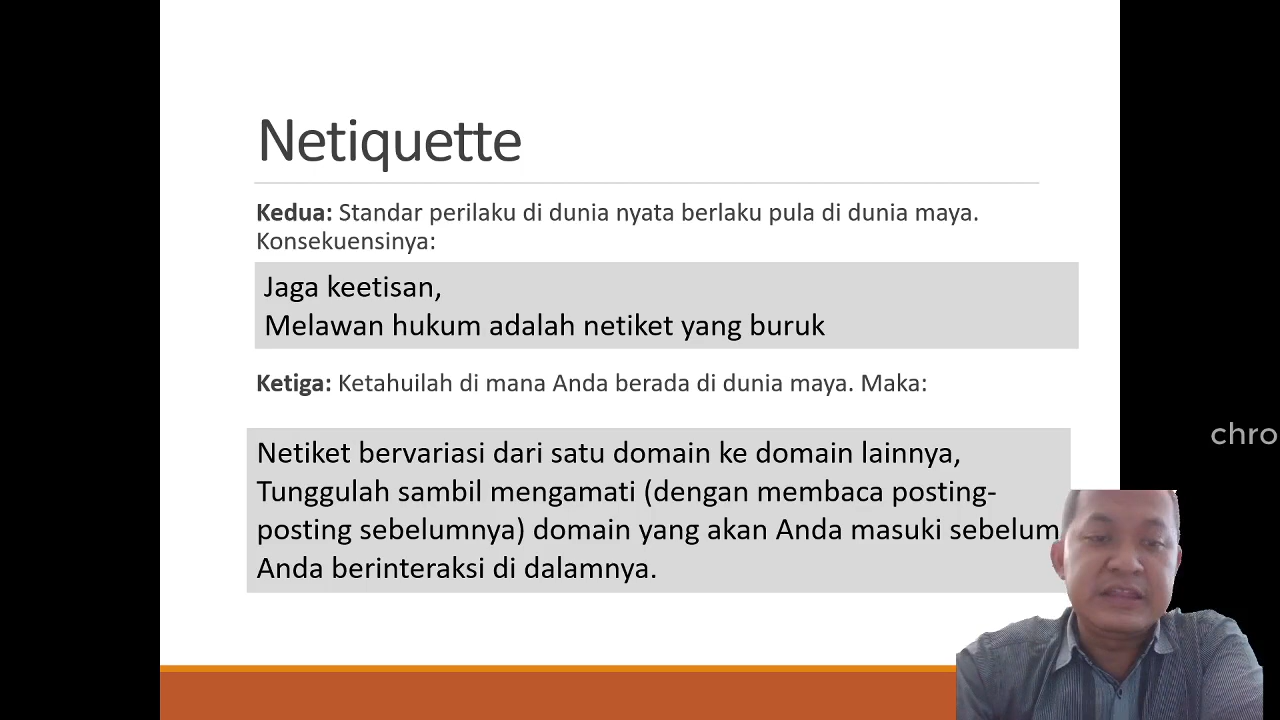 Netiquette
Kedua: Standar perilaku di dunia nyata berlaku pula di dunia maya.
Konsekuensinya:
Jaga keetisan,
Melawan hukum adalah netiket yang buruk
Ketiga: Ketahuilah di mana Anda berada di dunia maya. Maka:
Netiket bervariasi dari satu domain ke domain lainnya,
Tunggulah sambil mengamati (dengan membaca posting-
posting sebelumnya) domain yang akan Anda masuki sebelum
Anda berinteraksi di dalamnya.
chro